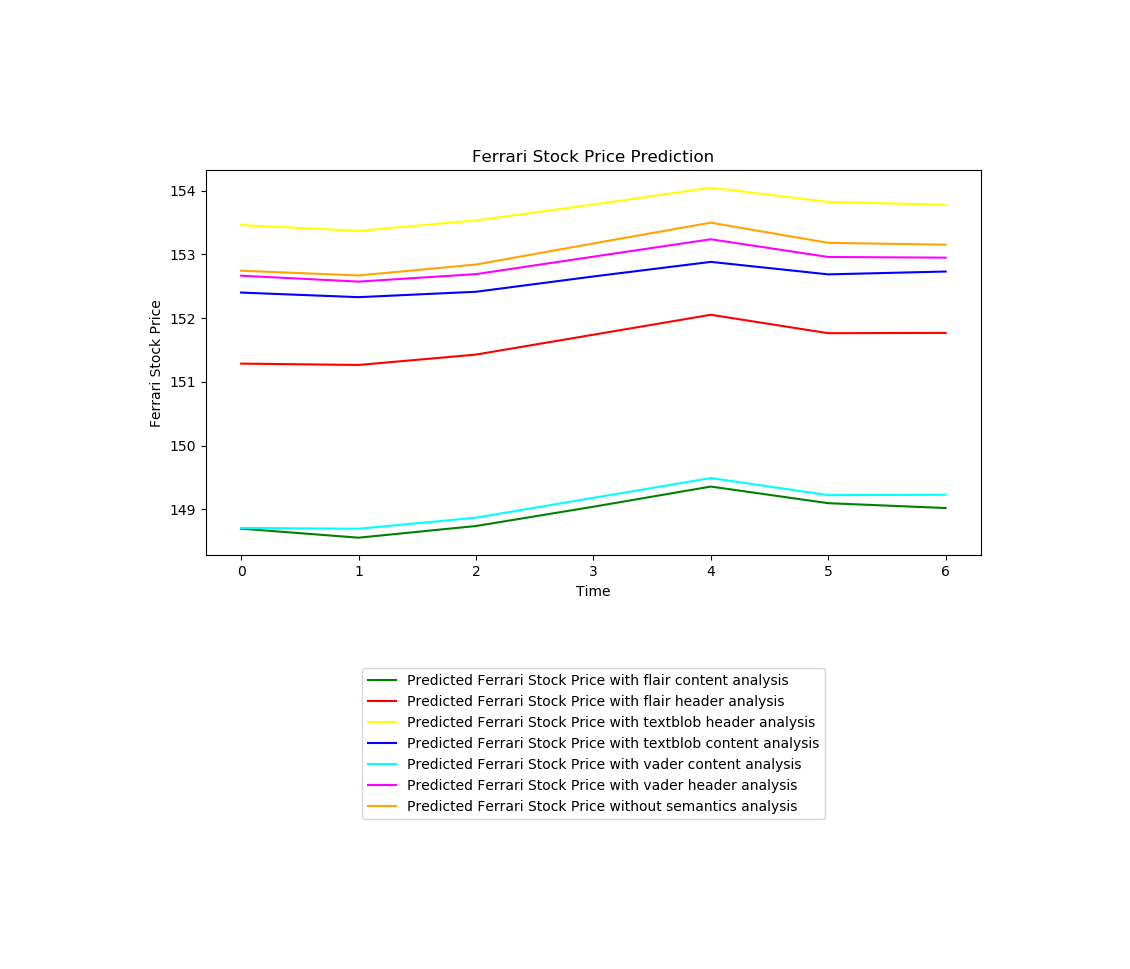 Ferrari Stock Price Prediction
154
153
152
151
150
149
Ferrari Stock Price
0 1 2 3 4 5 6
Time
Predicted Ferrari Stock Price with flair content analysis
Predicted Ferrari Stock Price with flair header analysis
Predicted Ferrari Stock Price with textblob header analysis
Predicted Ferrari Stock Price with textblob content analysis
Predicted Ferrari Stock Price with vader content analysis
Predicted Ferrari Stock Price with vader header analysis
Predicted Ferrari Stock Price without semantics analysis